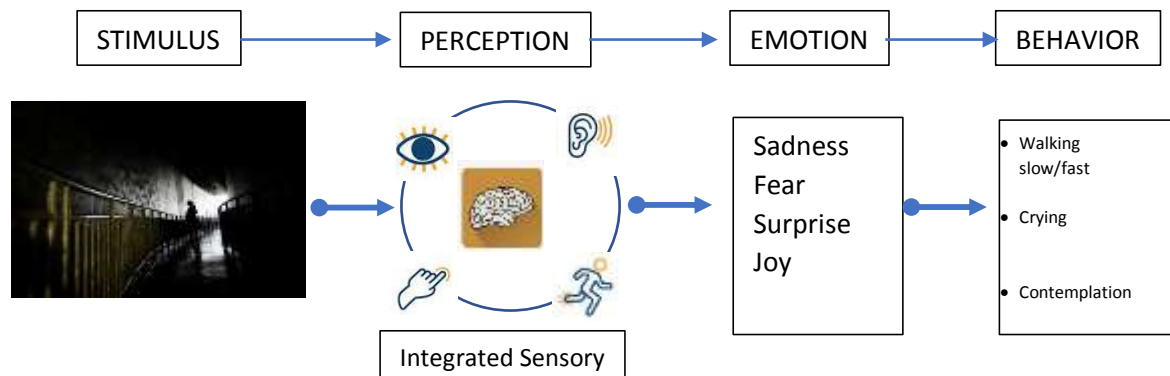 STIMULUS
PERCEPTION
EMOTION
BEHAVIOR
Sadness
Fear
Surprise
Joy
• Walking
slow/fast
• Crying
• Contemplation
Integrated Sensory